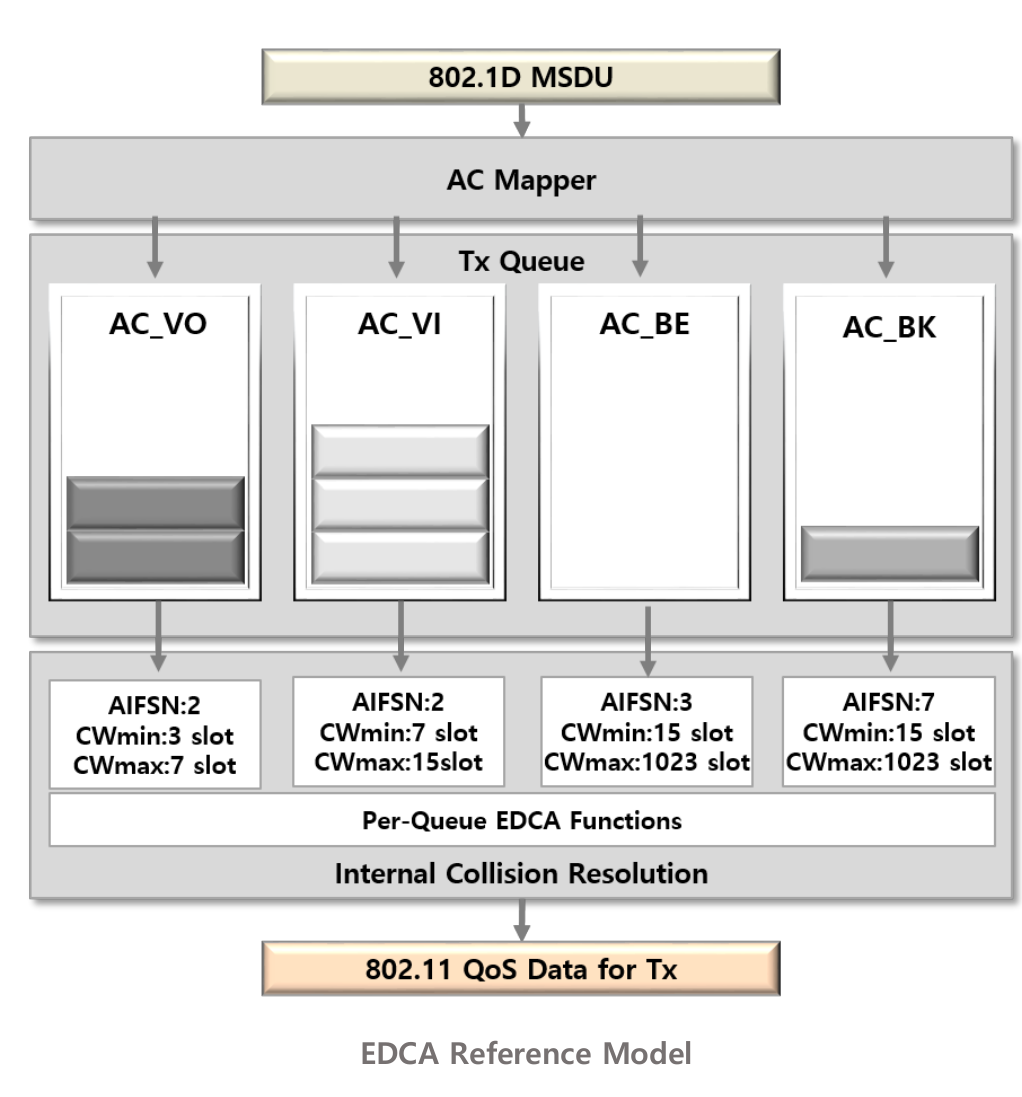 802.1D MSDU
AC Mapper
Tx Queue
AC_VO
AC_VI
AC_BE
AC_BK
AIFSN:2
CWmin:3 slot
CWmax:7 slot
AIFSN:2
CWmin:7 slot
CWmax:15slot
AIFSN:3
CWmin:15 slot
CWmax:1023 slot
AIFSN:7
CWmin:15 slot
CWmax:1023 slot
Per-Queue EDCA Functions
Internal Collision Resolution
802.11 QoS Data for Tx
EDCA Reference Model